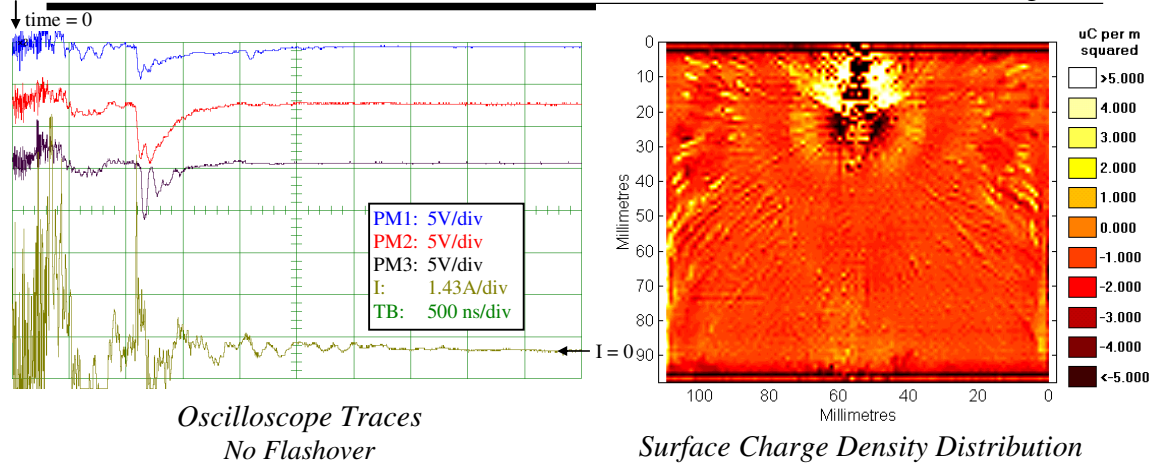 time = 0
PM1: 5V/div
PM2: 5V/div
PM3: 5V/div
I: 1.43A/div
TB: 500 ns/div
I = 0
Oscilloscope Traces
No Flashover
uC per m
squared
>5.000
4.000
3.000
2.000
1.000
0.000
-1.000
-2.000
-3.000
-4.000
<-5.000
0
10
20
30
40
50
60
70
80
90
Millimetres
100 80 60 40 20 0
Millimetres
Surface Charge Density Distribution